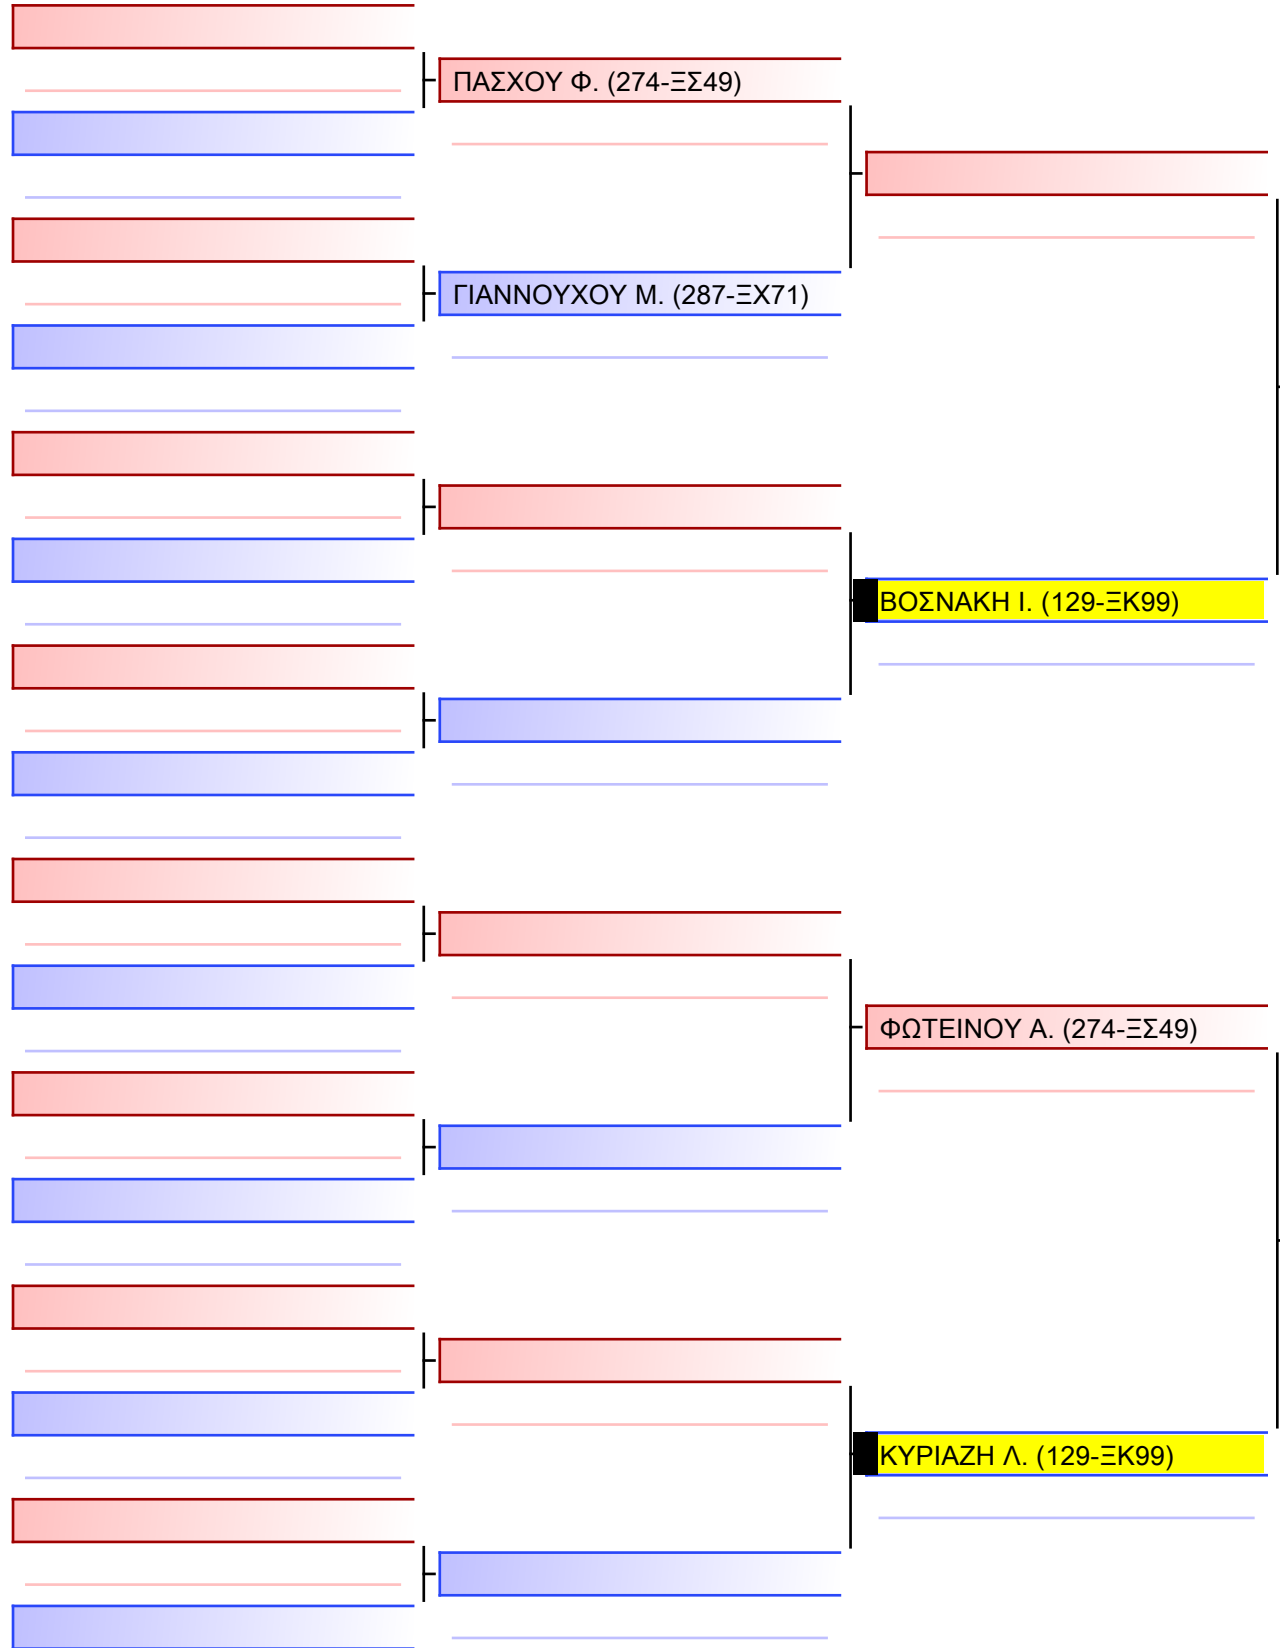 ΠΑΣΧΟΥ Φ. (274-ΞΣ49)
ΓΙΑΝΝΟΥΧΟΥ Μ. (287-ΞΧ71)
ΒΟΣΝΑΚΗ Ι. (129-ΞΚ99)
ΦΩΤΕΙΝΟΥ Α. (274-ΞΣ49)
ΚΥΡΙΑΖΗ Λ. (129-ΞΚ99)